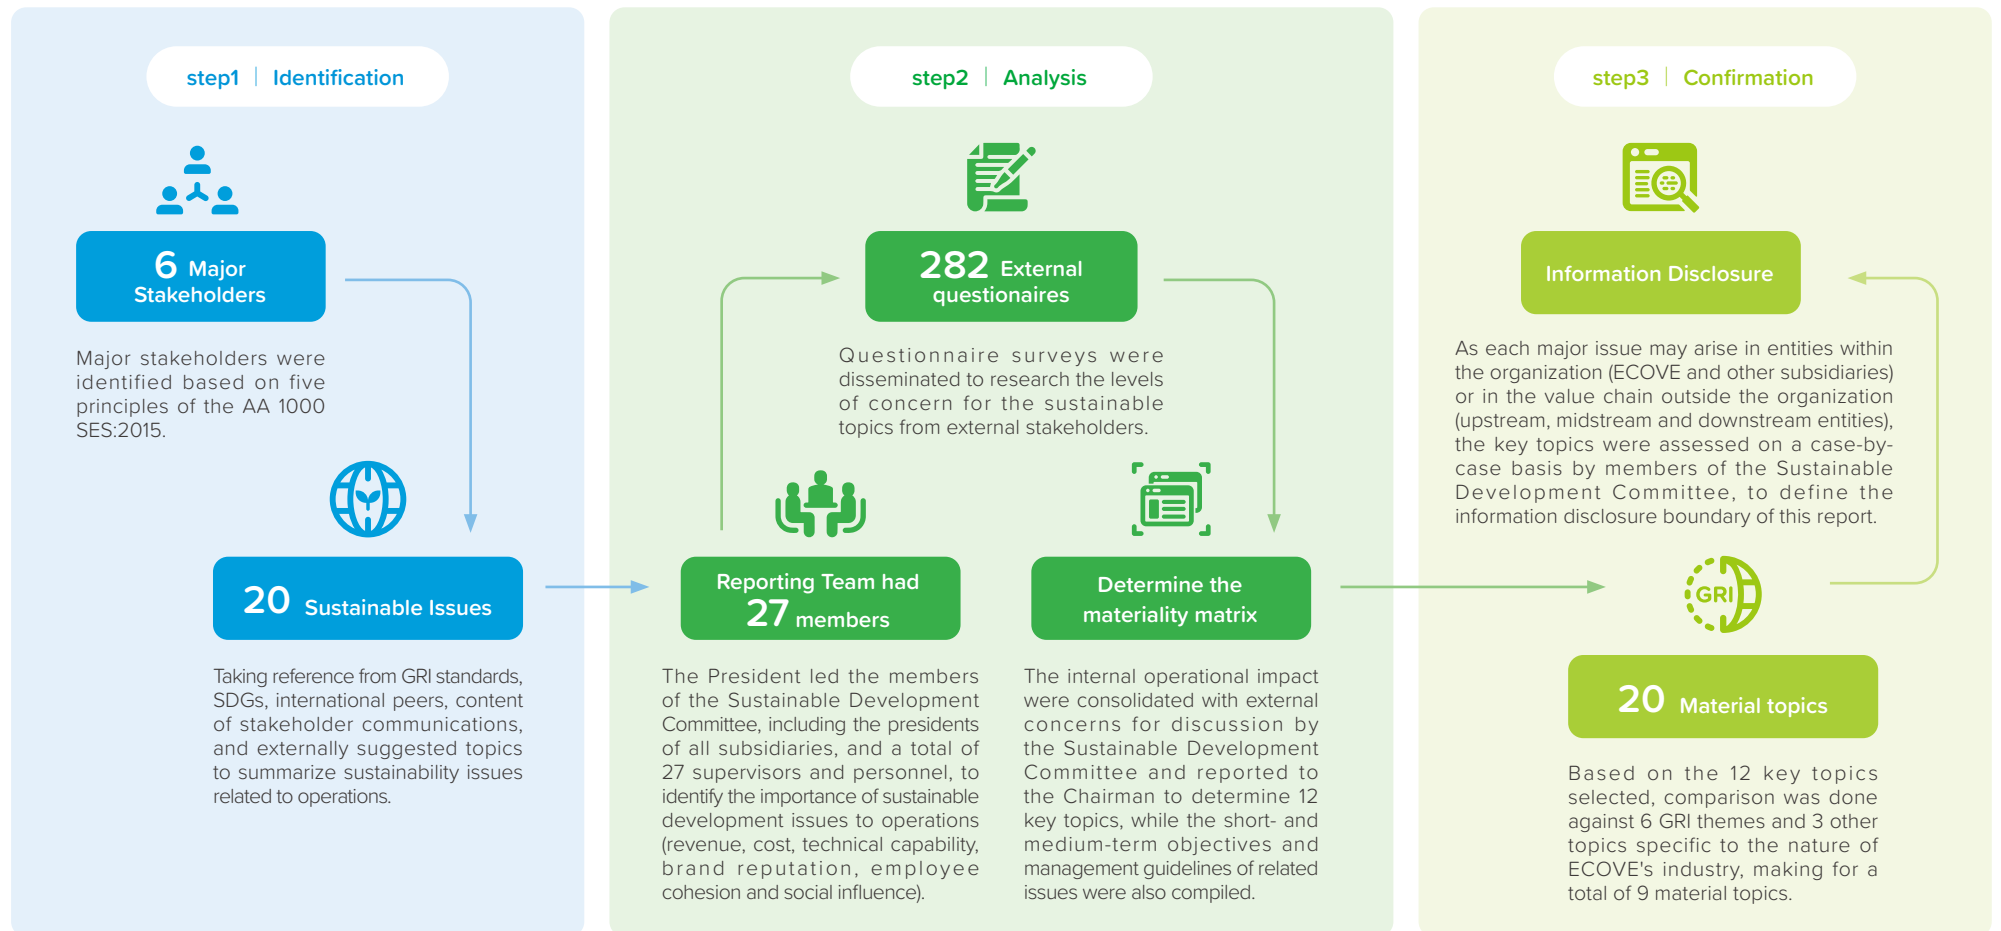 step1 | Identification
6 Major
Stakeholders
Major stakeholders were
identified based on five
principles of the AA 1000
SES:2015.
20 Sustainable Issues
Taking reference from GRI standards,
SDGs, international peers, content
of stakeholder communications,
and externally suggested topics
to summarize sustainability issues
related to operations.
step2 | Analysis
282 External
questionaires
Questionnaire surveys were
disseminated to research the levels
of concern for the sustainable
topics from external stakeholders.
Reporting Team had
27 members
The President led the members
of the Sustainable Development
Committee, including the presidents
of all subsidiaries, and a total of
27 supervisors and personnel, to
identify the importance of sustainable
development issues to operations
(revenue, cost, technical capability,
brand reputation, employee
cohesion and social influence).
Determine the
materiality matrix
The internal operational impact
were consolidated with external
concerns for discussion by
the Sustainable Development
Committee and reported to
the Chairman to determine 12
key topics, while the short- and
medium-term objectives and
management guidelines of related
issues were also compiled.
step3 | Confirmation
Information Disclosure
As each major issue may arise in entities within
the organization (ECOVE and other subsidiaries)
or in the value chain outside the organization
(upstream, midstream and downstream entities),
the key topics were assessed on a case-by-
case basis by members of the Sustainable
Development Committee, to define the
information disclosure boundary of this report.
GRI
20 Material topics
Based on the 12 key topics
selected, comparison was done
against 6 GRI themes and 3 other
topics specific to the nature of
ECOVE's industry, making for a
total of 9 material topics.